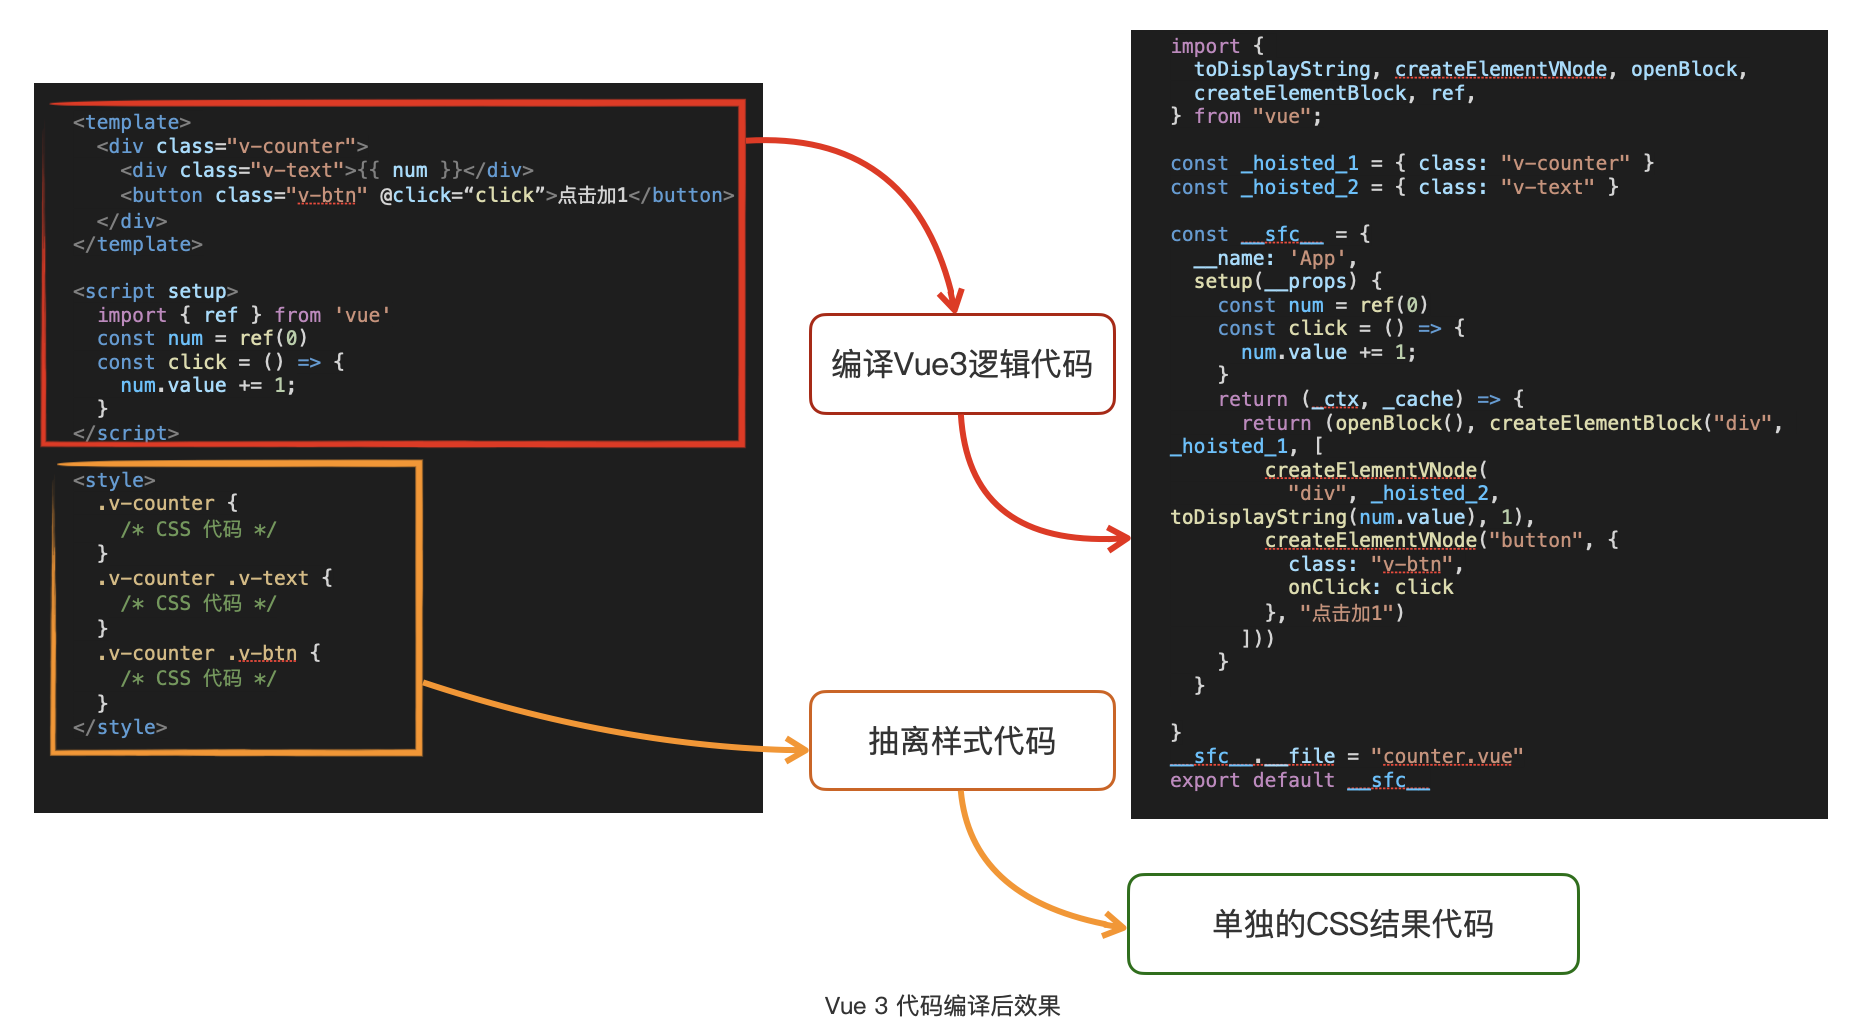 <template>
  <div class="v-counter">
    <div class="v-text">{{ num }}</div>
    <button class="v-btn" @click=“click”>点击加1</button>
  </div>
</template>

<script setup>
  import { ref } from 'vue'
  const num = ref(0)
  const click = () => {
    num.value += 1;
  }
</script>

<style>
  .v-counter {
    /* CSS 代码 */
  }
  .v-counter .v-text {
    /* CSS 代码 */
  }
  .v-counter .v-btn {
    /* CSS 代码 */
  }
</style>

编译Vue3逻辑代码
抽离样式代码

import {
  toDisplayString, createElementVNode, openBlock,
  createElementBlock, ref,
} from "vue";

const _hoisted_1 = { class: "v-counter" }
const _hoisted_2 = { class: "v-text" }

const __sfc__ = {
  __name: 'App',
  setup(__props) {
    const num = ref(0)
    const click = () => {
      num.value += 1;
    }
    return (_ctx, _cache) => {
      return (openBlock(), createElementBlock("div",
_hoisted_1, [
        createElementVNode(
          "div", _hoisted_2,
toDisplayString(num.value), 1),
        createElementVNode("button", {
          class: "v-btn",
          onClick: click
        }, "点击加1")
      ]))
    }
  }

}
__sfc__.__file = "counter.vue"
export default __sfc__

单独的CSS结果代码
Vue 3 代码编译后效果